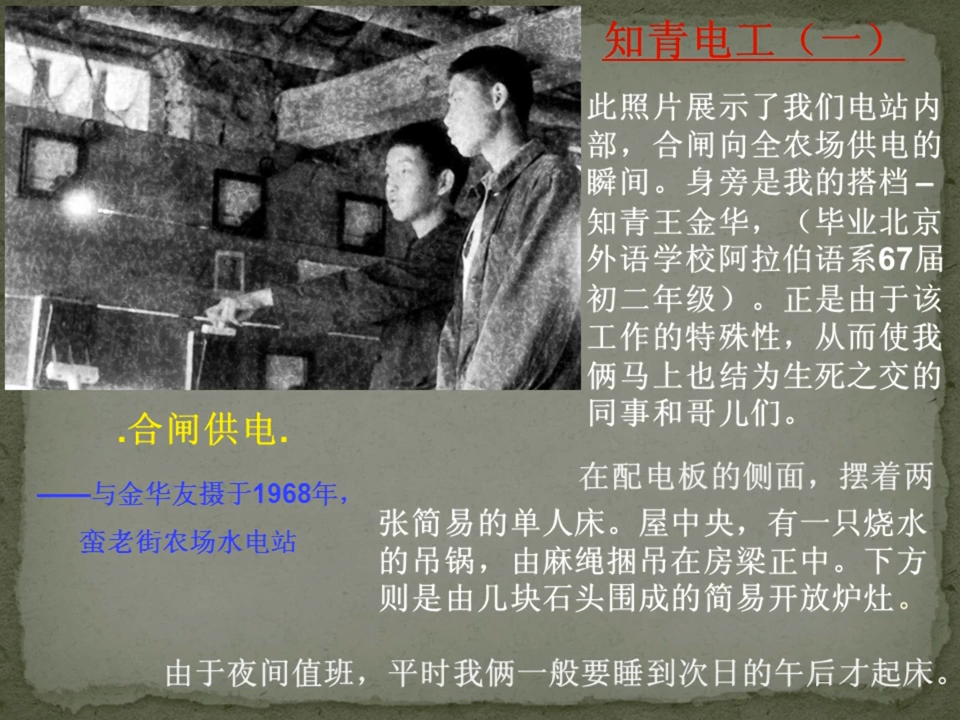 知青电工（一）
此照片展示了我们电站内
部，合闸向全农场供电的
瞬间。身旁是我的搭档 –
知青王金华，（毕业北京
外语学校阿拉伯语系67届
初二年级）。正是由于该
工作的特殊性，从而使我
俩马上也结为生死之交的
同事和哥儿们。
.合闸供电.
——与金华友摄于1968年，
蛮老街农场水电站
在配电板的侧面，摆着两
张简易的单人床。屋中央，有一只烧水
的吊锅，由麻绳捆吊在房梁正中。下方
则是由几块石头围成的简易开放炉灶。
由于夜间值班，平时我俩一般要睡到次日的午后才起床。